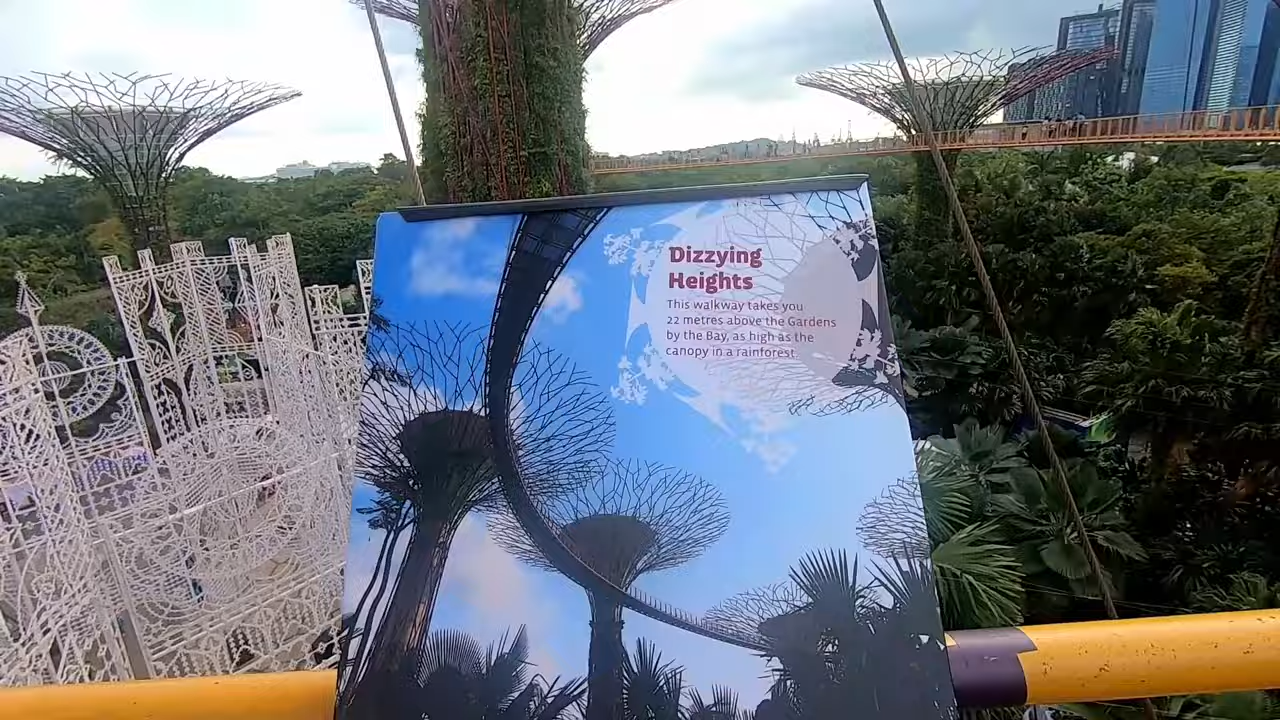 Dizzying
Heights
This walkway takes you
22 metres above the Gardens
by the Bay, as high as the
canopy in a rainforest.